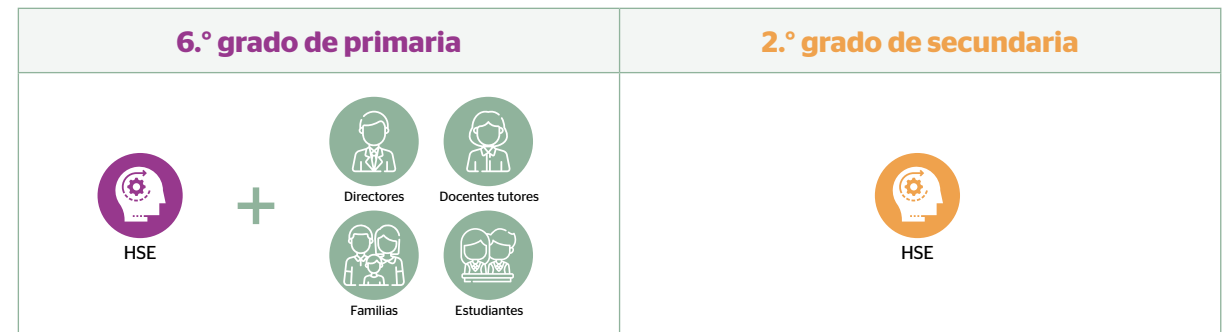 6.° grado de primaria
2.° grado de secundaria
HSE
+
Directores
Docentes tutores
Familias
Estudiantes
HSE